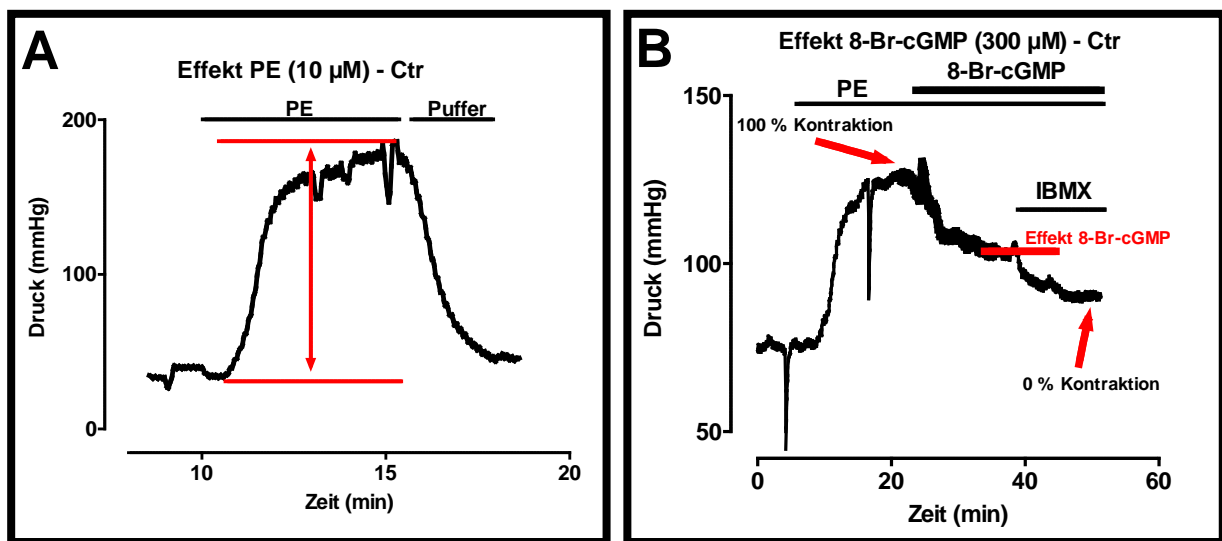 A
Effekt PE (10 µM) - Ctr
PE
Puffer
200
100
0
Druck (mmHg)
10
15
20
Zeit (min)
B
Effekt 8-Br-cGMP (300 µM) - Ctr
8-Br-cGMP
PE
150
100 % Kontraktion
IBMX
Effekt 8-Br-cGMP
100
0 % Kontraktion
50
Druck (mmHg)
0
20
40
60
Zeit (min)